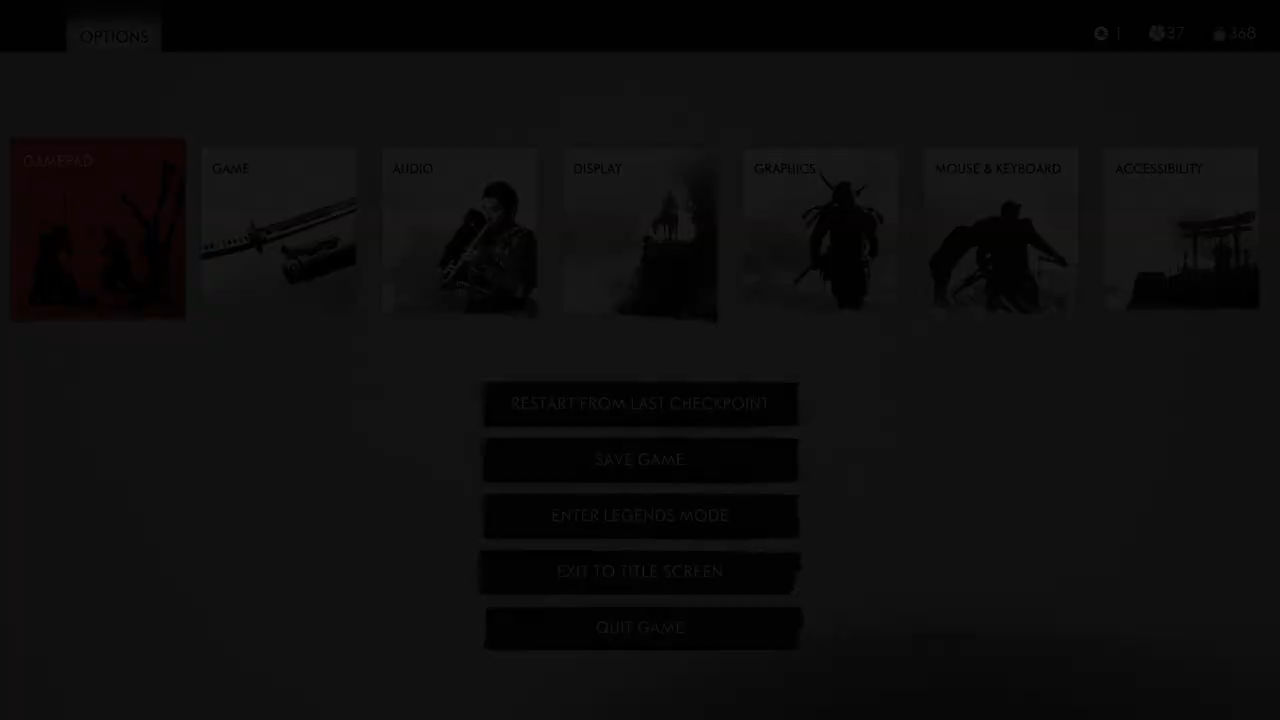 OPTIONS
1 37 368
GAMEPAD
GAME
AUDIO
DISPLAY
GRAPHICS
MOUSE & KEYBOARD
ACCESSIBILITY
RESTART FROM LAST CHECKPOINT
SAVE GAME
ENTER LEGENDS MODE
EXIT TO TITLE SCREEN
QUIT GAME